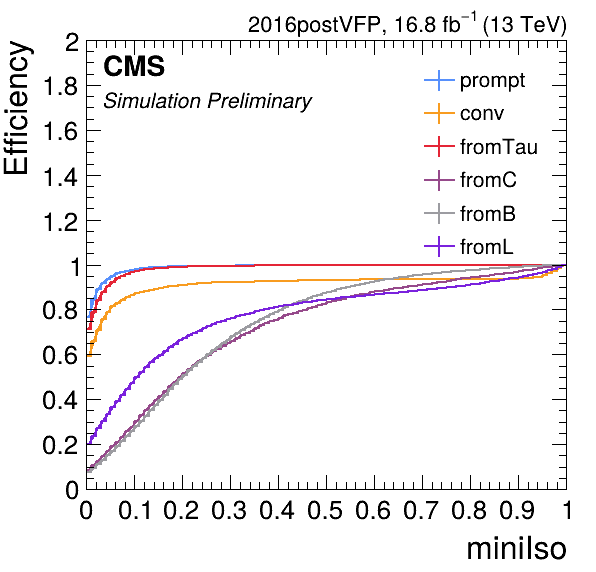 2016postVFP, 16.8 fb⁻¹ (13 TeV)
CMS
Simulation Preliminary
Efficiency
prompt
conv
fromTau
fromC
fromB
fromL
2
1.8
1.6
1.4
1.2
1
0.8
0.6
0.4
0.2
0
0 0.1 0.2 0.3 0.4 0.5 0.6 0.7 0.8 0.9 1
miniIso